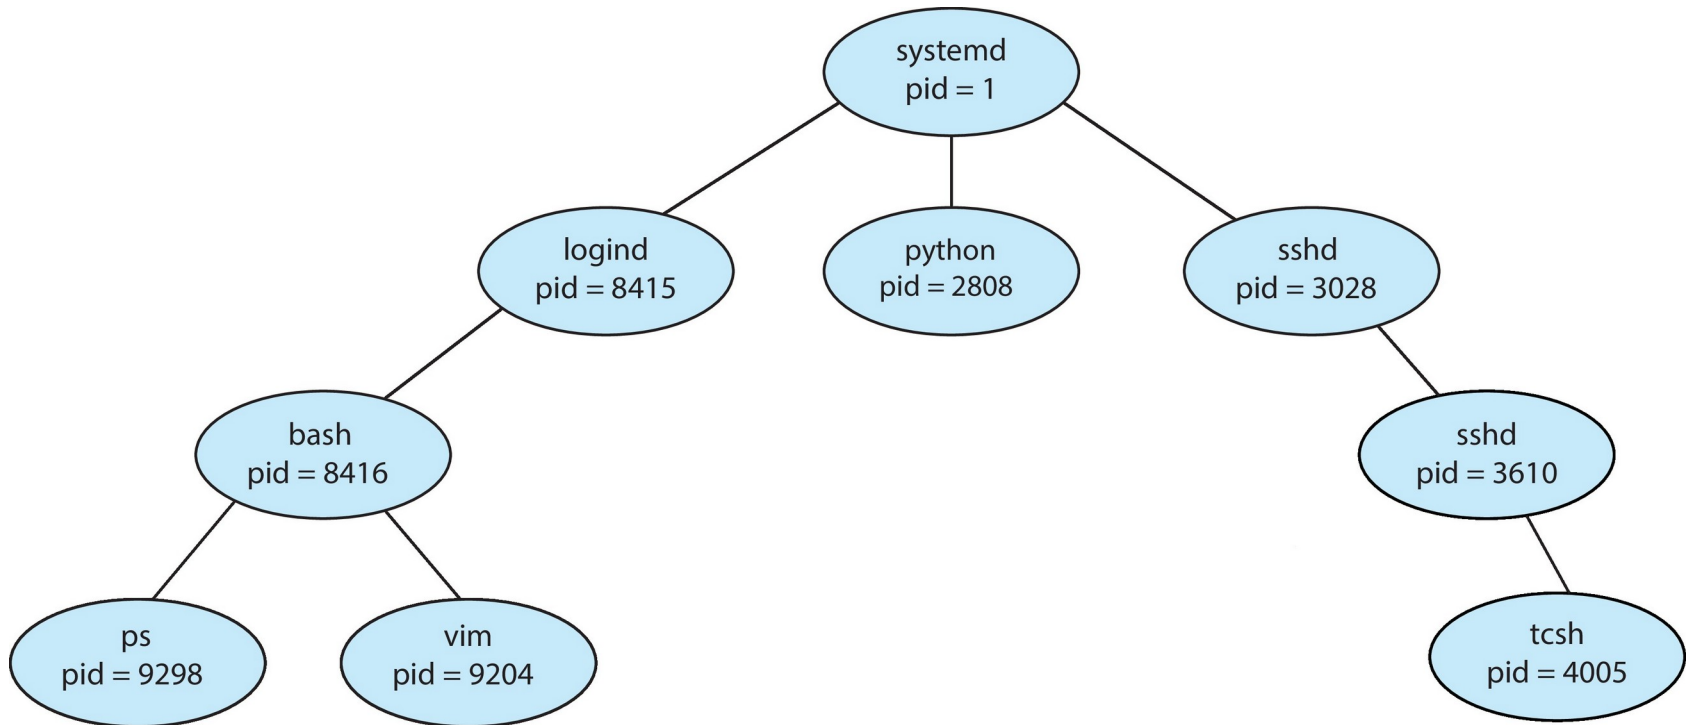 systemd
pid = 1
logind
pid = 8415
python
pid = 2808
sshd
pid = 3028
bash
pid = 8416
sshd
pid = 3610
ps
pid = 9298
vim
pid = 9204
tcsh
pid = 4005